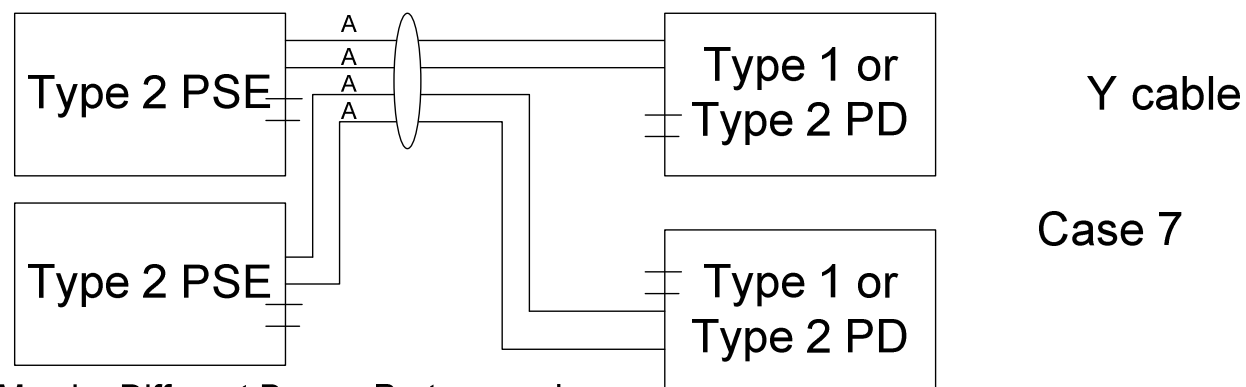 A
A
A
A
Type 2 PSE
Type 1 or
Type 2 PD
Y cable
Case 7
Type 2 PSE
Type 1 or
Type 2 PD